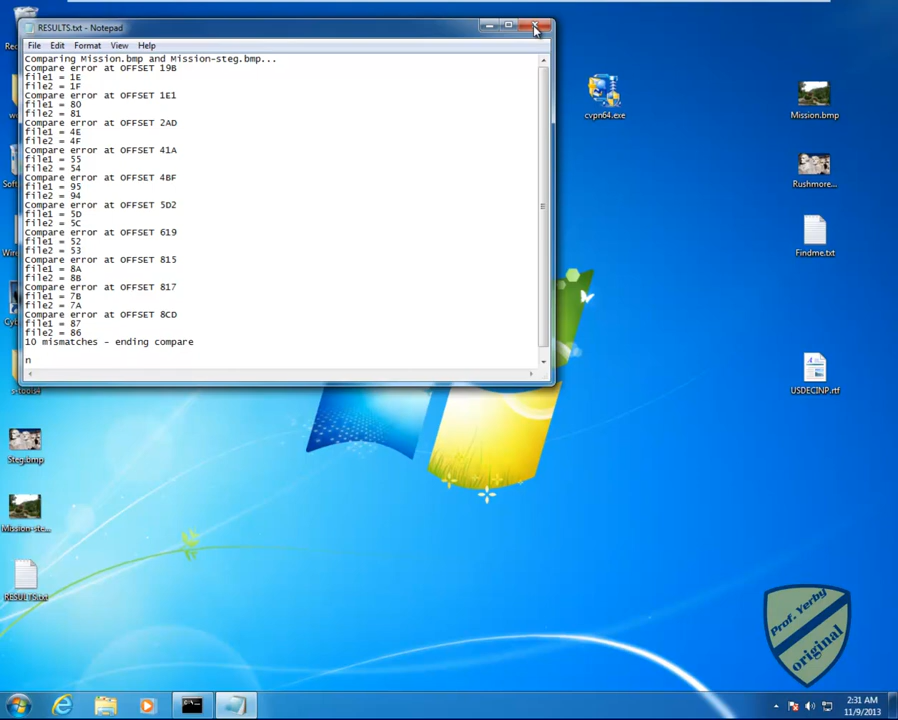 RESULTS.txt - Notepad
File Edit Format View Help
Comparing Mission.bmp and Mission-steg.bmp...
Compare error at OFFSET 19B
file1 = 1E
file2 = 1F
Compare error at OFFSET 1E1
file1 = 80
file2 = 81
Compare error at OFFSET 2AD
file1 = 4E
file2 = 4F
Compare error at OFFSET 41A
file1 = 55
file2 = 54
Compare error at OFFSET 4BF
file1 = 95
file2 = 94
Compare error at OFFSET 5D2
file1 = 5D
file2 = 5C
Compare error at OFFSET 619
file1 = 52
file2 = 53
Compare error at OFFSET 815
file1 = 8A
file2 = 8B
Compare error at OFFSET 817
file1 = 7B
file2 = 7A
Compare error at OFFSET 8CD
file1 = 87
file2 = 86
10 mismatches - ending compare
n
cvpn64.exe
Mission.bmp
Rushmore...
Findme.txt
USDECINP.rtf
Steg.bmp
Mission-ste...
RESULTS.txt
Prof. Yerby
original
2:31 AM
11/9/2013